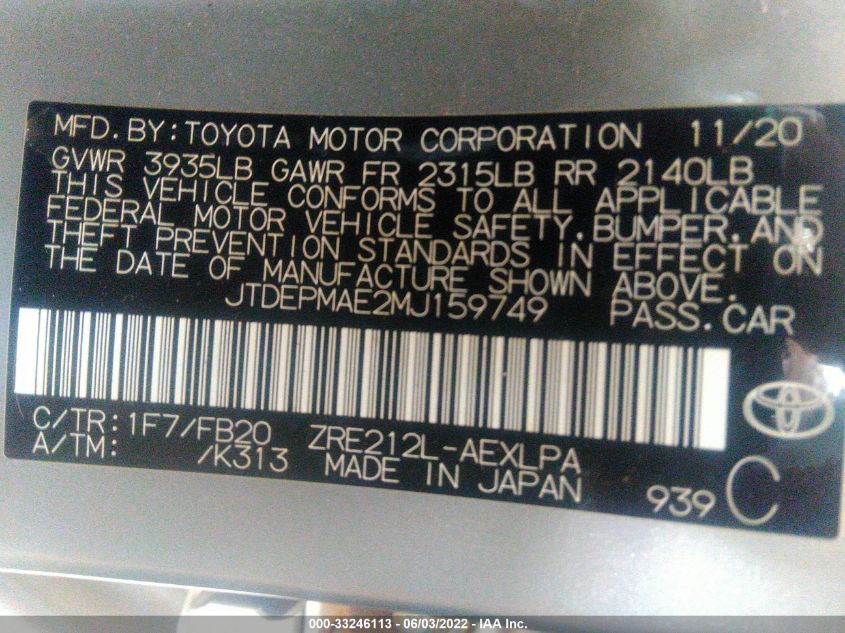 MFD. BY: TOYOTA MOTOR CORPORATION 11/20
GVWR 3935LB GAWR FR 2315LB RR 2140LB
THIS VEHICLE CONFORMS TO ALL APPLICABLE
FEDERAL MOTOR VEHICLE SAFETY, BUMPER, AND
THEFT PREVENTION STANDARDS IN EFFECT ON
THE DATE OF MANUFACTURE SHOWN ABOVE.
JTDEPMAE2MJ159749 PASS. CAR
C/TR: 1F7/FB20 ZRE212L-AEXLPA
A/TM: /K313 MADE IN JAPAN 939 C
000-33246113 - 06/03/2022 - IAA Inc.